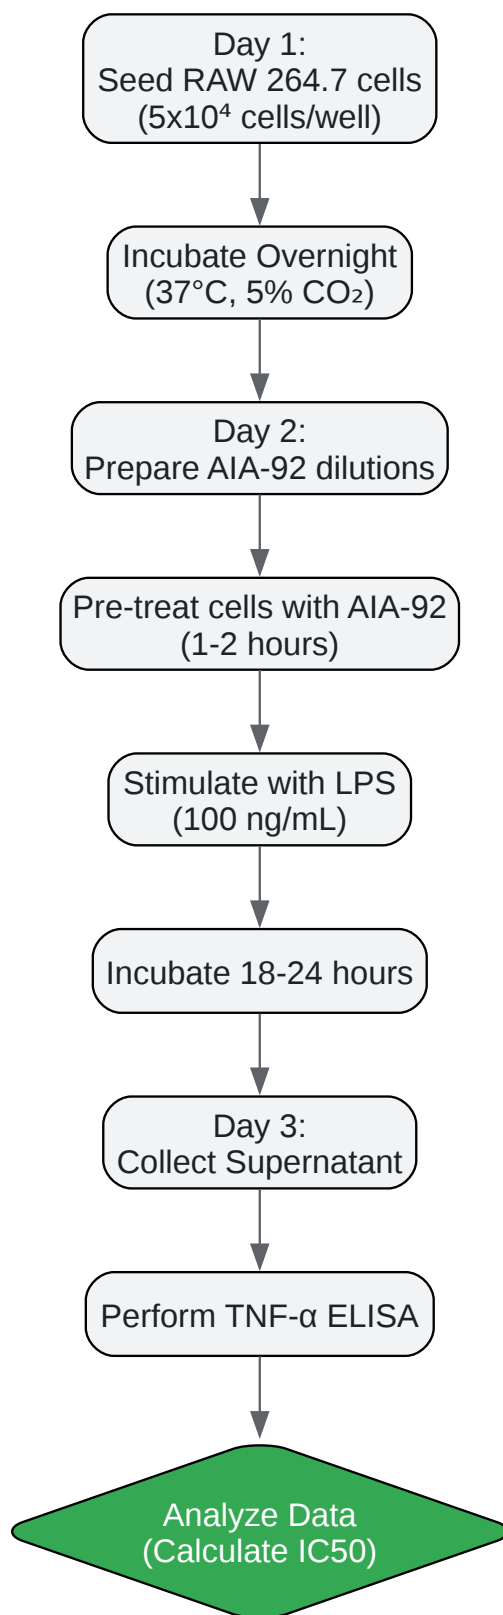 Day 1:
Seed RAW 264.7 cells
(5x10⁴ cells/well)
Incubate Overnight
(37°C, 5% CO₂)
Day 2:
Prepare AIA-92 dilutions
Pre-treat cells with AIA-92
(1-2 hours)
Stimulate with LPS
(100 ng/mL)
Incubate 18-24 hours
Day 3:
Collect Supernatant
Perform TNF-α ELISA
Analyze Data
(Calculate IC50)